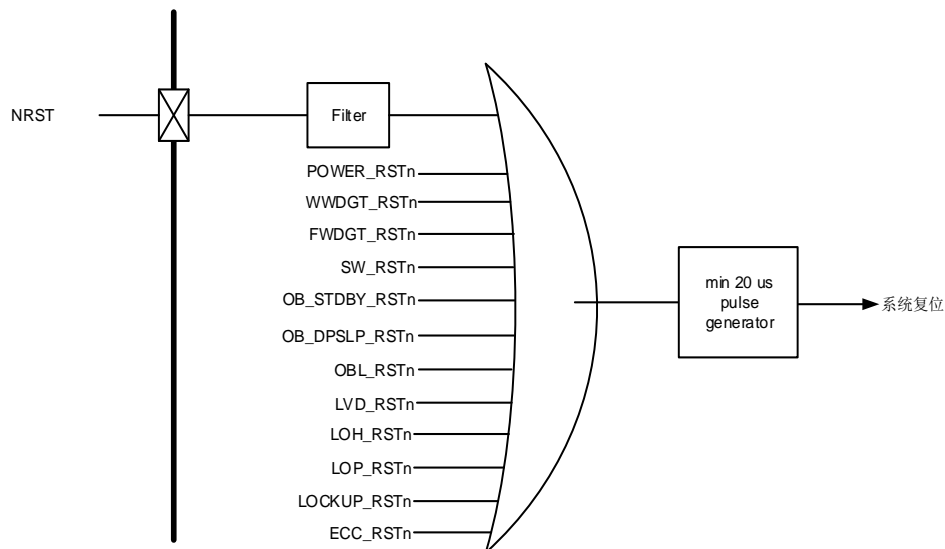 NRST
Filter
POWER_RSTn
WWDGT_RSTn
FWDGT_RSTn
SW_RSTn
OB_STDBY_RSTn
OB_DPSLP_RSTn
OBL_RSTn
LVD_RSTn
LOH_RSTn
LOP_RSTn
LOCKUP_RSTn
ECC_RSTn
min 20 us
pulse
generator
系统复位